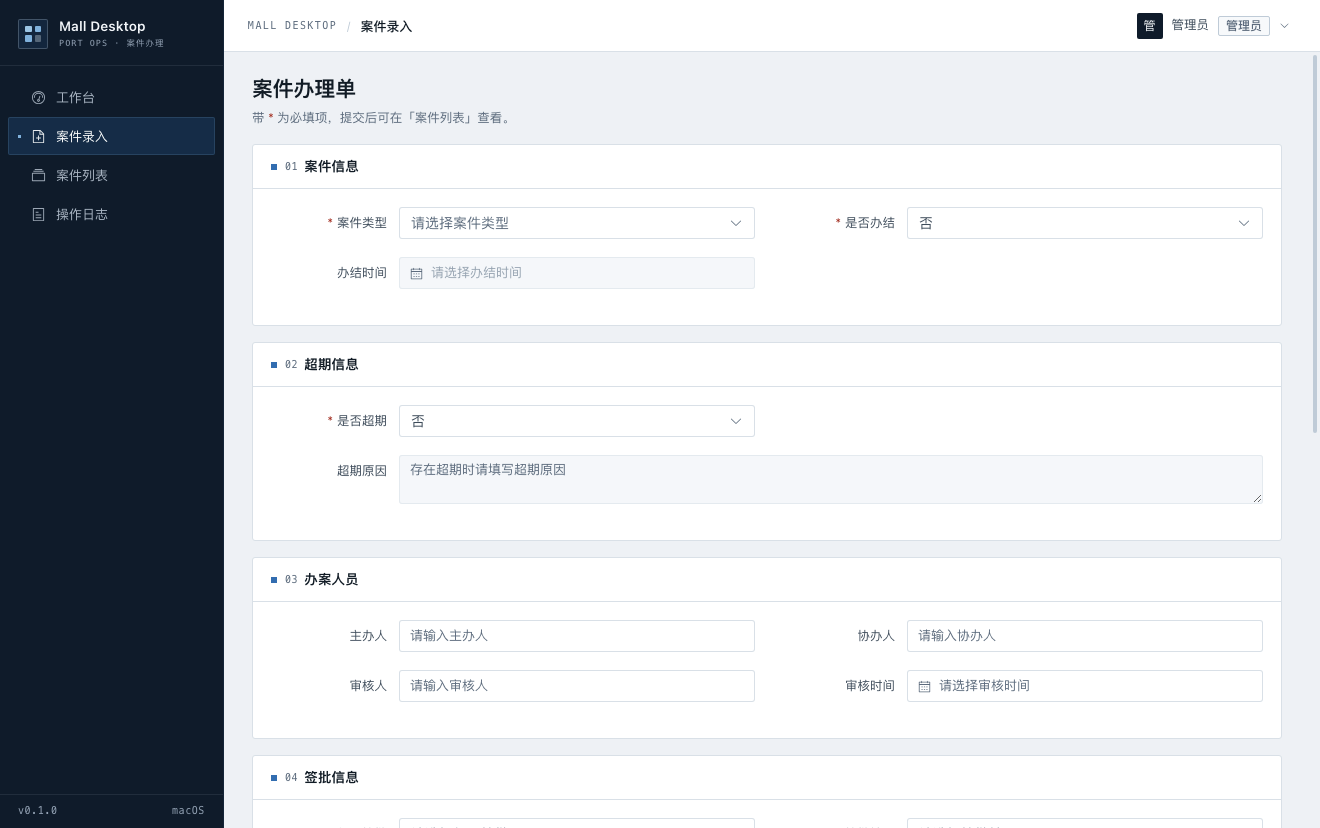 Mall Desktop
PORT OPS · 案件办理
工作台
案件录入
案件列表
操作日志
v0.1.0
macOS
MALL DESKTOP / 案件录入
管 管理员 管理员
案件办理单
带 * 为必填项，提交后可在「案件列表」查看。
01 案件信息
* 案件类型 请选择案件类型
* 是否办结 否
办结时间 请选择办结时间
02 超期信息
* 是否超期 否
超期原因 存在超期时请填写超期原因
03 办案人员
主办人 请输入主办人
协办人 请输入协办人
审核人 请输入审核人
审核时间 请选择审核时间
04 签批信息